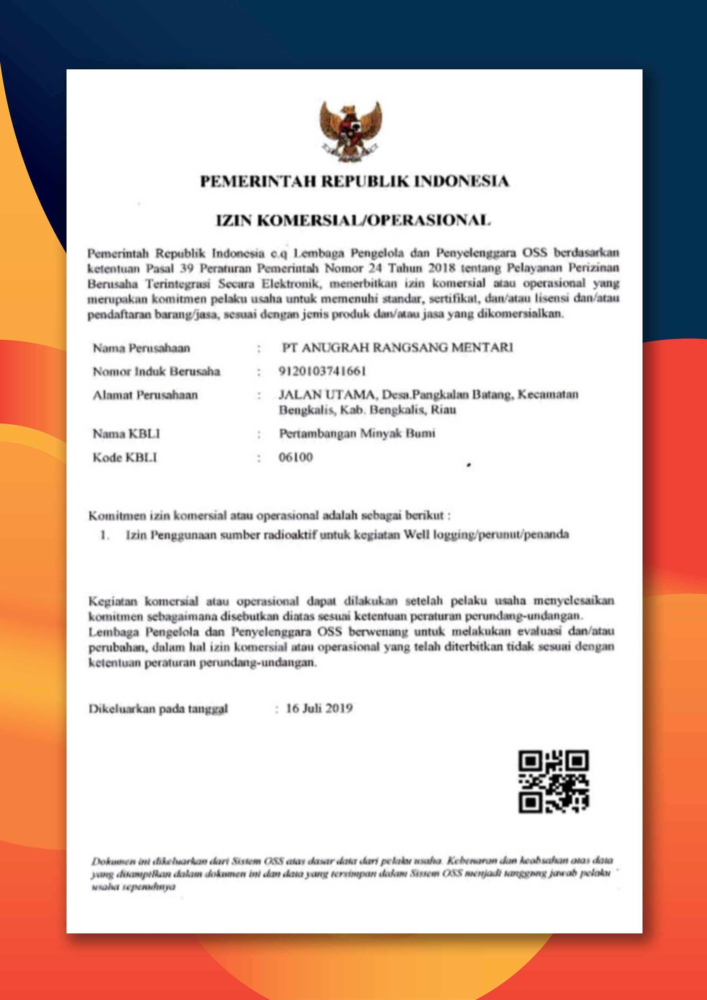 PEMERINTAH REPUBLIK INDONESIA
IZIN KOMERSIAL/OPERASIONAL
Pemerintah Republik Indonesia c.q Lembaga Pengelola dan Penyelenggara OSS berdasarkan
ketentuan Pasal 39 Peraturan Pemerintah Nomor 24 Tahun 2018 tentang Pelayanan Perizinan
Berusaha Terintegrasi Secara Elektronik, menerbitkan izin komersial atau operasional yang
merupakan komitmen pelaku usaha untuk memenuhi standar, sertifikat, dan/atau lisensi dan/atau
pendaftaran barang/jasa, sesuai dengan jenis produk dan/atau jasa yang dikomersialkan.
Nama Perusahaan : PT ANUGRAH RANGSANG MENTARI
Nomor Induk Berusaha : 9120103741661
Alamat Perusahaan : JALAN UTAMA, Desa.Pangkalan Batang, Kecamatan
Bengkalis, Kab. Bengkalis, Riau
Nama KBLI : Pertambangan Minyak Bumi
Kode KBLI : 06100
Komitmen izin komersial atau operasional adalah sebagai berikut :
1. Izin Penggunaan sumber radioaktif untuk kegiatan Well logging/perunut/penanda
Kegiatan komersial atau operasional dapat dilakukan setelah pelaku usaha menyelesaikan
komitmen sebagaimana disebutkan diatas sesuai ketentuan peraturan perundang-undangan.
Lembaga Pengelola dan Penyelenggara OSS berwenang untuk melakukan evaluasi dan/atau
perubahan, dalam hal izin komersial atau operasional yang telah diterbitkan tidak sesuai dengan
ketentuan peraturan perundang-undangan.
Dikeluarkan pada tanggal : 16 Juli 2019
Dokumen ini dikeluarkan dari Sistem OSS atas dasar data dari pelaku usaha. Kebenaran dan keabsahan atas data
yang ditampilkan dalam dokumen ini dan data yang tersimpan dalam Sistem OSS menjadi tanggung jawab pelaku
usaha sepenuhnya